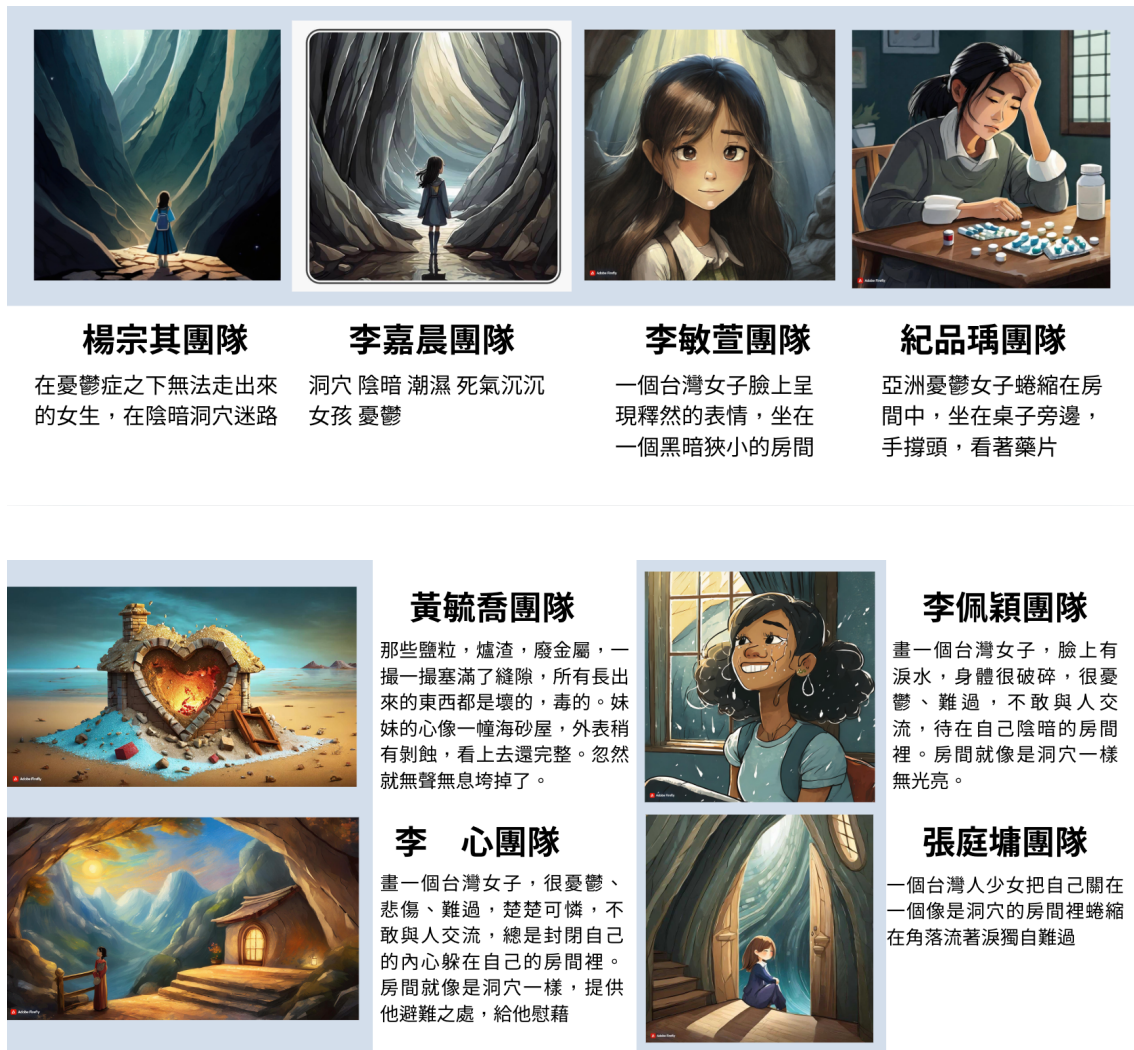 楊宗其團隊
在憂鬱症之下無法走出來
的女生，在陰暗洞穴迷路
李嘉晨團隊
洞穴 陰暗 潮濕 死氣沉沉
女孩 憂鬱
李敏萱團隊
一個台灣女子臉上呈
現釋然的表情，坐在
一個黑暗狹小的房間
紀品瑀團隊
亞洲憂鬱女子蜷縮在房
間中，坐在桌子旁邊，
手撐頭，看著藥片
Adobe Firefly
Adobe Firefly
黃毓喬團隊
那些鹽粒，爐渣，廢金屬，一
撮一撮塞滿了縫隙，所有長出
來的東西都是壞的，毒的。妹
妹的心像一幢海砂屋，外表稍
有剝蝕，看上去還完整。忽然
就無聲無息垮掉了。
Adobe Firefly
李佩穎團隊
畫一個台灣女子，臉上有
淚水，身體很破碎，很憂
鬱、難過，不敢與人交
流，待在自己陰暗的房間
裡。房間就像是洞穴一樣
無光亮。
Adobe Firefly
李 心團隊
畫一個台灣女子，很憂鬱、
悲傷、難過，楚楚可憐，不
敢與人交流，總是封閉自己
的內心躲在自己的房間裡。
房間就像是洞穴一樣，提供
他避難之處，給他慰藉
Adobe Firefly
張庭墉團隊
一個台灣人少女把自己關在
一個像是洞穴的房間裡蜷縮
在角落流著淚獨自難過
Adobe Firefly